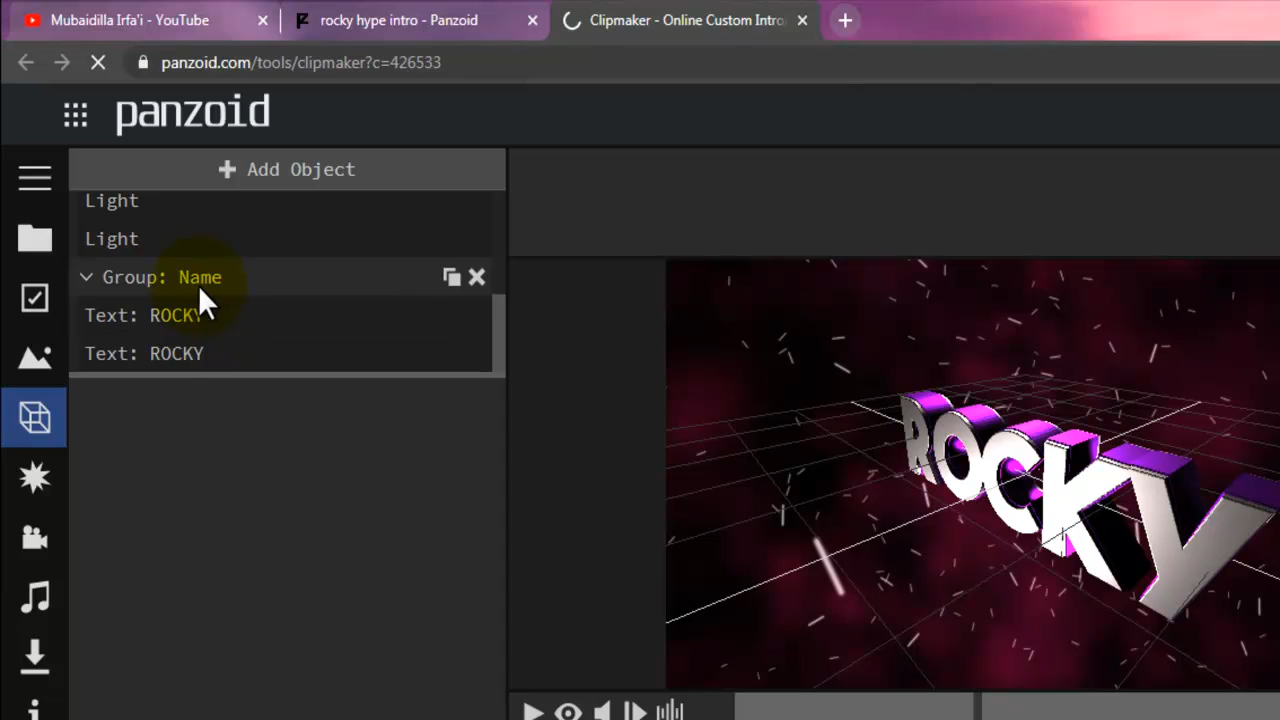 Mubaidilla Irfa'i - YouTube
rocky hype intro - Panzoid
Clipmaker - Online Custom Intro
panzoid.com/tools/clipmaker?c=426533
panzoid
Add Object
Light
Light
Group: Name
Text: ROCKY
Text: ROCKY
ROCKY